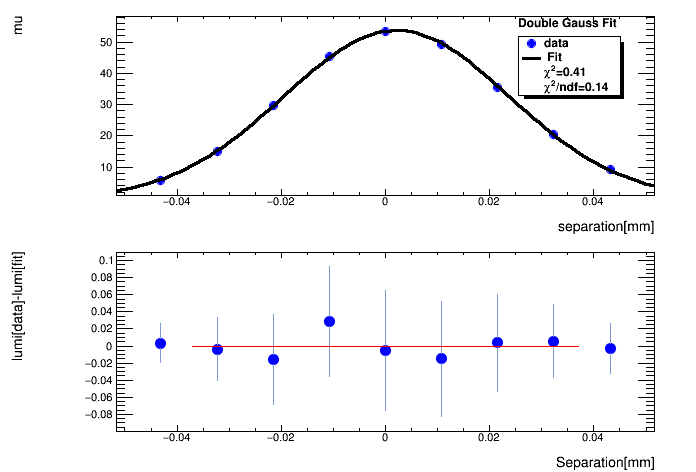 mu
Double Gauss Fit
data
Fit
χ²=0.41
χ²/ndf=0.14
50
40
30
20
10
−0.04 −0.02 0 0.02 0.04
separation[mm]
lumi[data]-lumi[fit]
0.1
0.08
0.06
0.04
0.02
0
−0.02
−0.04
−0.06
−0.08
−0.04 −0.02 0 0.02 0.04
Separation[mm]